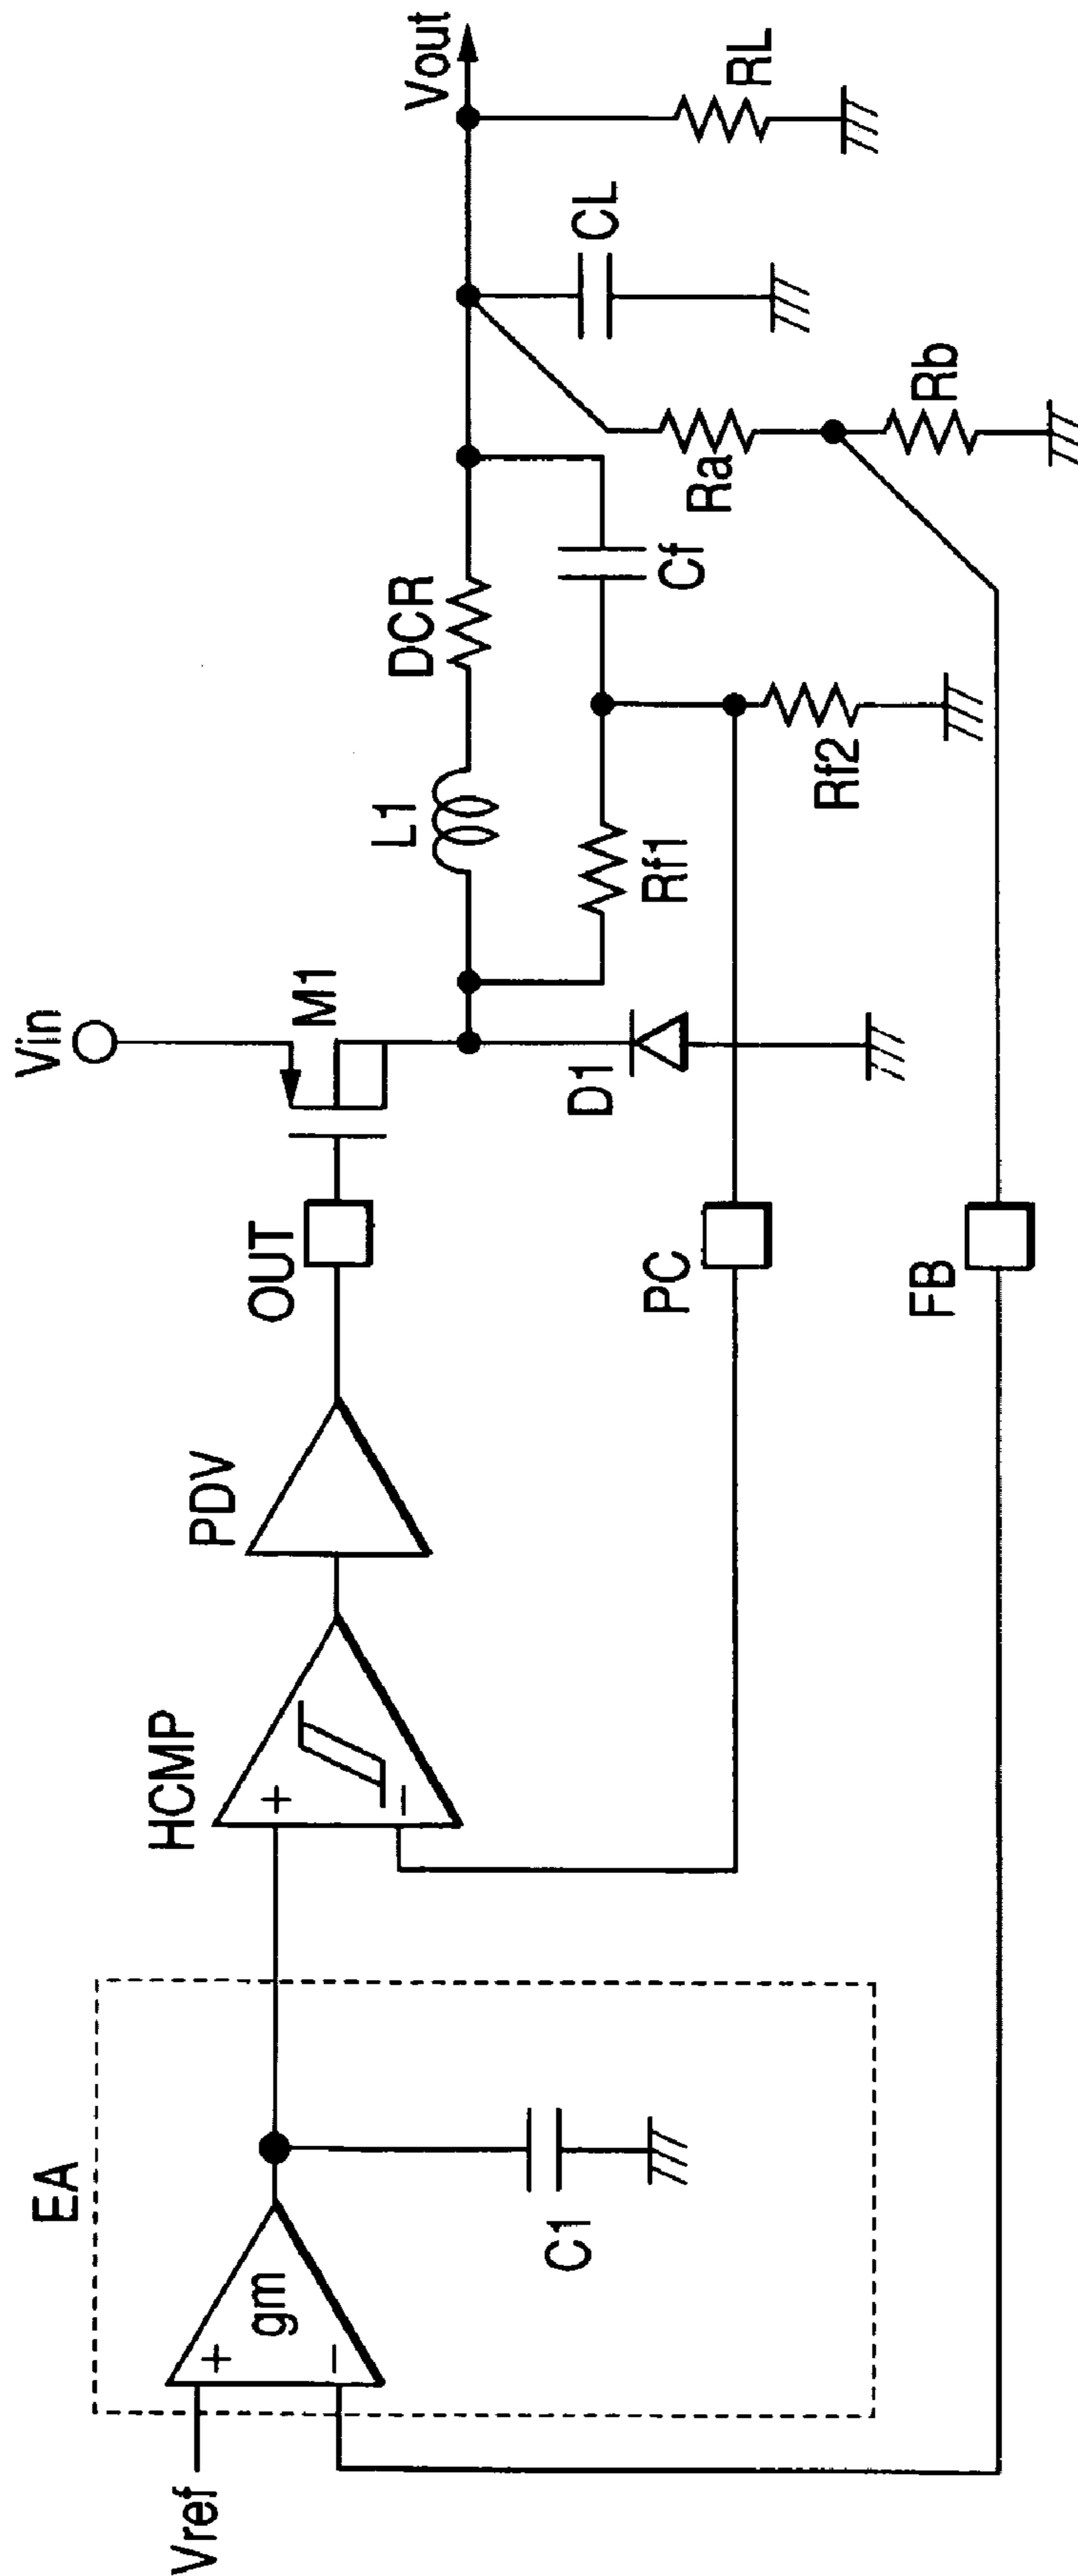 Vref
EA
+
gm
−
C1
HCMP
+
−
PDV
OUT
PC
FB
Vin
M1
D1
L1
DCR
Rf1
Cf
Rf2
Ra
Rb
CL
Vout
RL